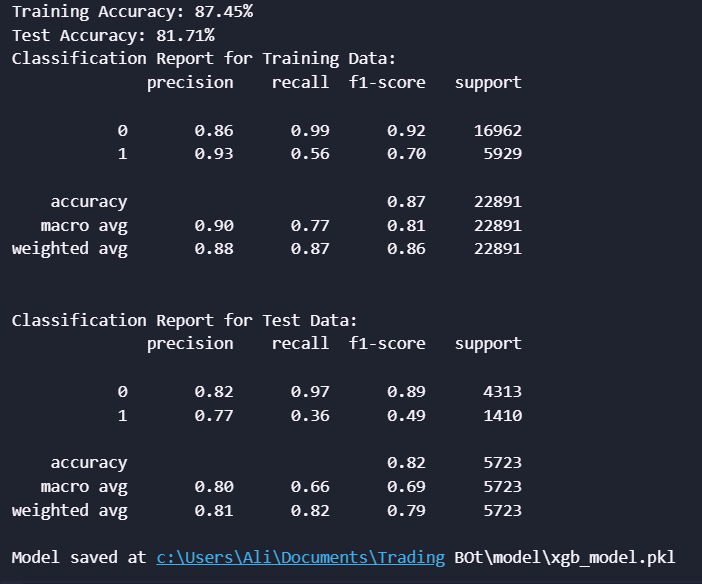 Training Accuracy: 87.45%
Test Accuracy: 81.71%
Classification Report for Training Data:
precision recall f1-score support
0 0.86 0.99 0.92 16962
1 0.93 0.56 0.70 5929
accuracy 0.87 22891
macro avg 0.90 0.77 0.81 22891
weighted avg 0.88 0.87 0.86 22891
Classification Report for Test Data:
precision recall f1-score support
0 0.82 0.97 0.89 4313
1 0.77 0.36 0.49 1410
accuracy 0.82 5723
macro avg 0.80 0.66 0.69 5723
weighted avg 0.81 0.82 0.79 5723
Model saved at c:\Users\Ali\Documents\Trading BOt\model\xgb_model.pkl